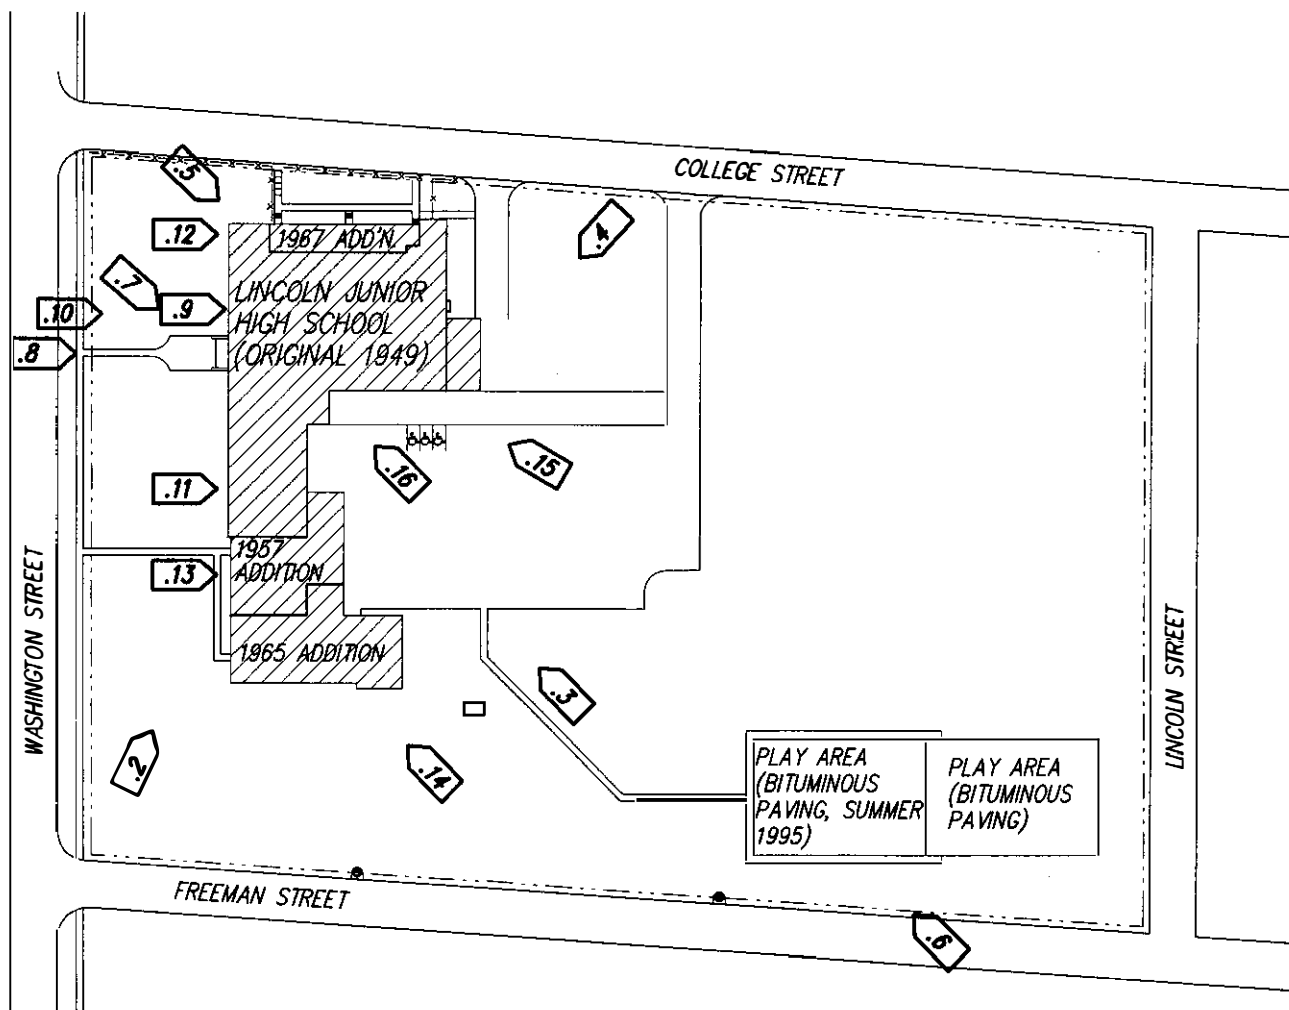 COLLEGE STREET
.5
.12
.4
1967 ADD'N.
.7
.9
.10
.8
LINCOLN JUNIOR
HIGH SCHOOL
(ORIGINAL 1949)
.16
.15
.11
1957
ADDITION
.13
WASHINGTON STREET
1965 ADDITION
.3
LINCOLN STREET
.2
.14
PLAY AREA
(BITUMINOUS
PAVING, SUMMER
1995)
PLAY AREA
(BITUMINOUS
PAVING)
FREEMAN STREET
.6